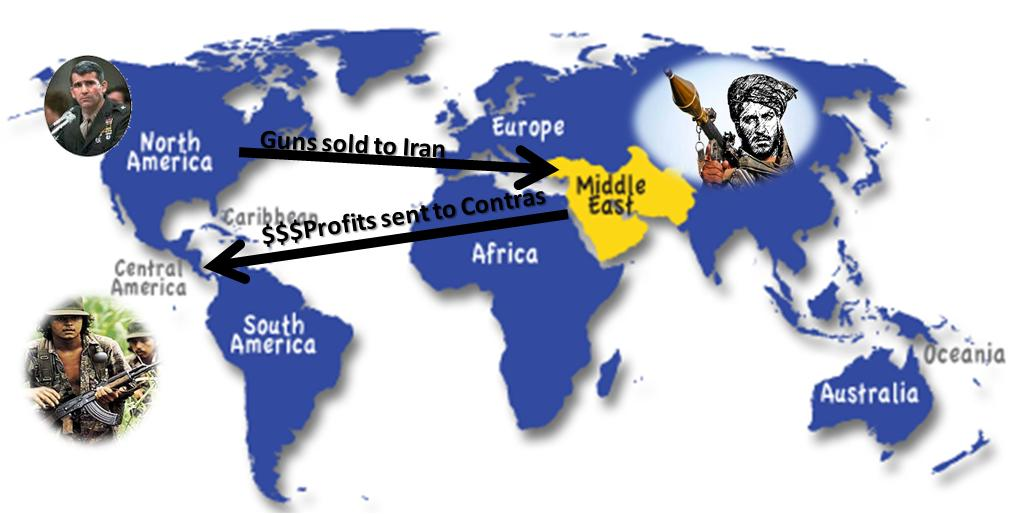 Guns sold to Iran
North
America
Europe
Middle
East
$$$Profits sent to Contras
Caribbean
Africa
Central
America
South
America
Oceania
Australia